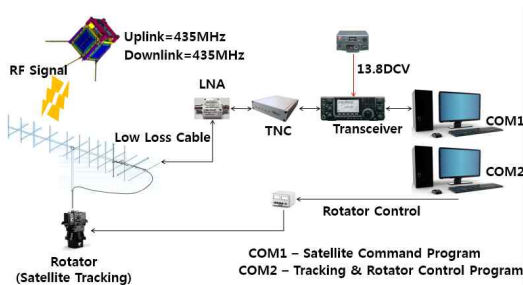 Uplink=435MHz
Downlink=435MHz
RF Signal
LNA
13.8DCV
TNC
Transceiver
COM1
Low Loss Cable
COM2
Rotator Control
Rotator
(Satellite Tracking)
COM1 – Satellite Command Program
COM2 – Tracking & Rotator Control Program